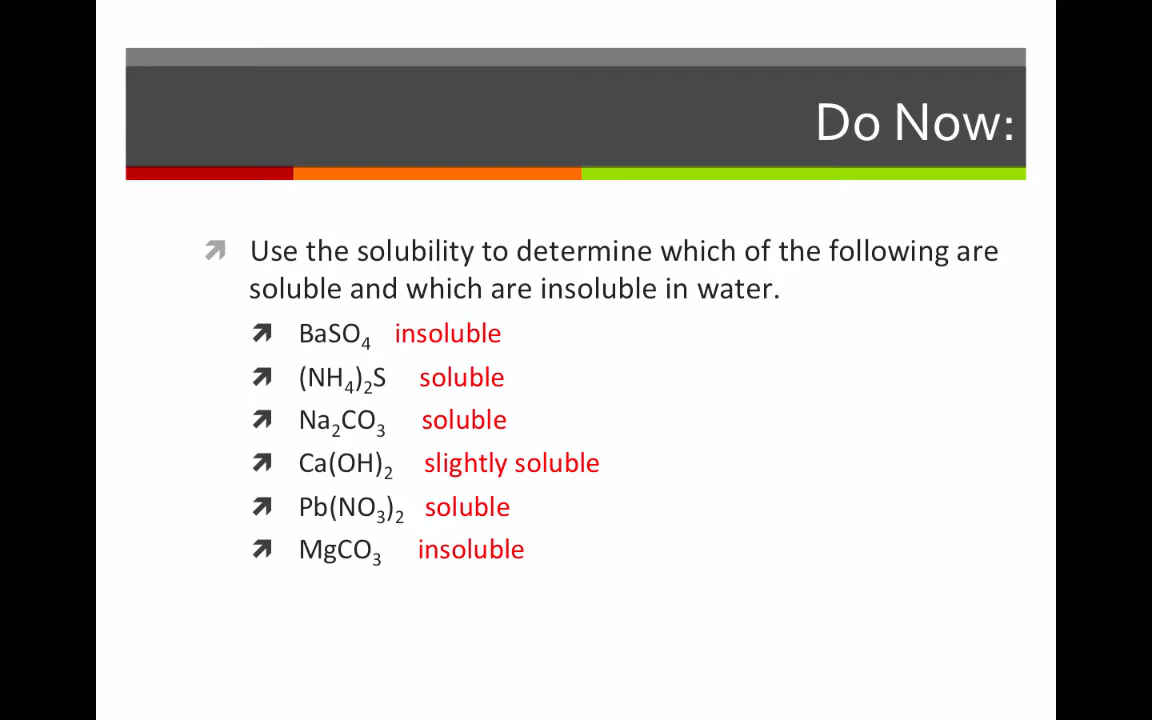 Do Now:
Use the solubility to determine which of the following are
soluble and which are insoluble in water.
BaSO₄ insoluble
(NH₄)₂S soluble
Na₂CO₃ soluble
Ca(OH)₂ slightly soluble
Pb(NO₃)₂ soluble
MgCO₃ insoluble